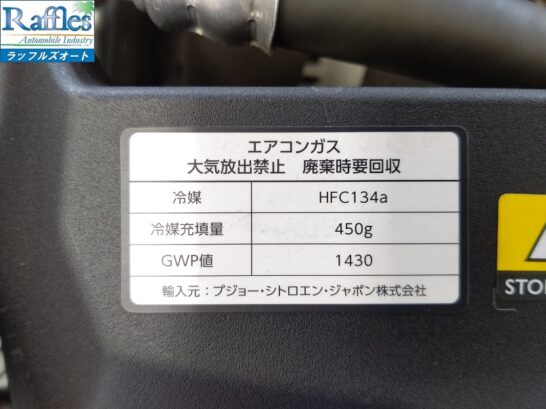 Raffles
Automobile Industry
ラッフルズオート
エアコンガス
大気放出禁止　廃棄時要回収
冷媒 HFC134a
冷媒充填量 450g
GWP値 1430
輸入元：プジョー・シトロエン・ジャポン株式会社
STO